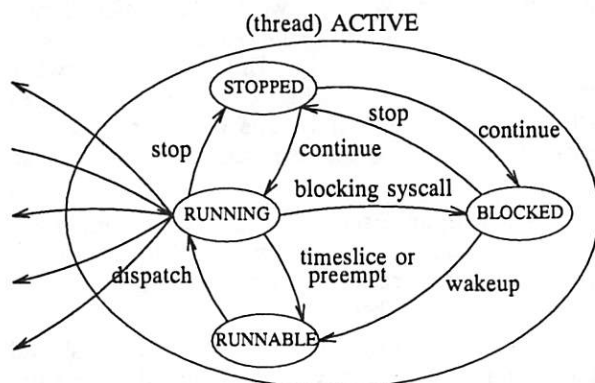 (thread) ACTIVE
STOPPED
stop
continue
stop
continue
RUNNING
blocking syscall
BLOCKED
dispatch
timeslice or
preempt
wakeup
RUNNABLE